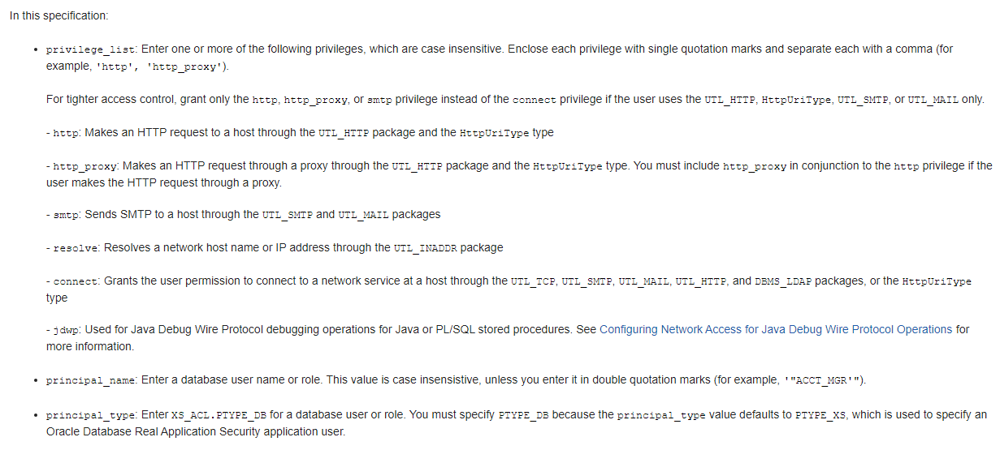 In this specification:
• privilege_list: Enter one or more of the following privileges, which are case insensitive. Enclose each privilege with single quotation marks and separate each with a comma (for
example, 'http', 'http_proxy').
For tighter access control, grant only the http, http_proxy, or smtp privilege instead of the connect privilege if the user uses the UTL_HTTP, HttpUriType, UTL_SMTP, or UTL_MAIL only.
- http: Makes an HTTP request to a host through the UTL_HTTP package and the HttpUriType type
- http_proxy: Makes an HTTP request through a proxy through the UTL_HTTP package and the HttpUriType type. You must include http_proxy in conjunction to the http privilege if the
user makes the HTTP request through a proxy.
- smtp: Sends SMTP to a host through the UTL_SMTP and UTL_MAIL packages
- resolve: Resolves a network host name or IP address through the UTL_INADDR package
- connect: Grants the user permission to connect to a network service at a host through the UTL_TCP, UTL_SMTP, UTL_MAIL, UTL_HTTP, and DBMS_LDAP packages, or the HttpUriType
type
- jdwp: Used for Java Debug Wire Protocol debugging operations for Java or PL/SQL stored procedures. See Configuring Network Access for Java Debug Wire Protocol Operations for
more information.
• principal_name: Enter a database user name or role. This value is case insensistive, unless you enter it in double quotation marks (for example, '"ACCT_MGR'").
• principal_type: Enter XS_ACL.PTYPE_DB for a database user or role. You must specify PTYPE_DB because the principal_type value defaults to PTYPE_XS, which is used to specify an
Oracle Database Real Application Security application user.